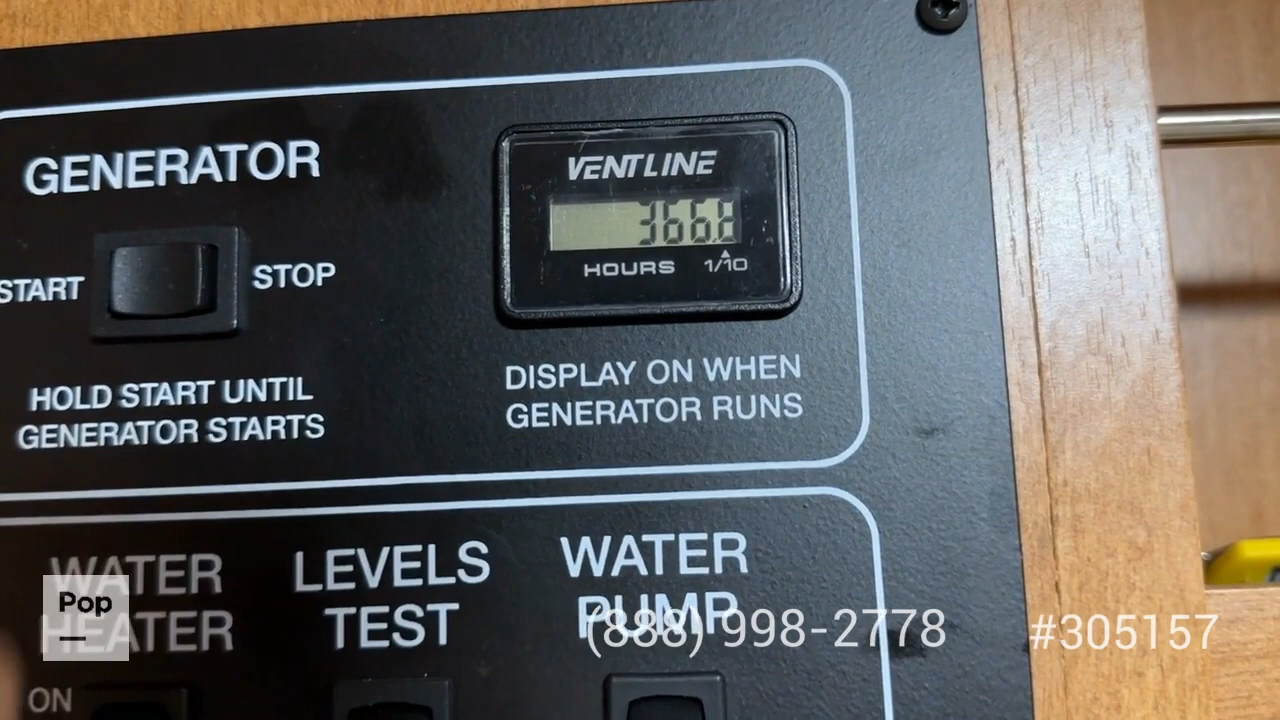 GENERATOR
START
STOP
HOLD START UNTIL
GENERATOR STARTS
VENTLINE
HOURS 1/10
DISPLAY ON WHEN
GENERATOR RUNS
WATER
HEATER
LEVELS
TEST
WATER
PUMP
ON
Pop
(888) 998-2778
#305157